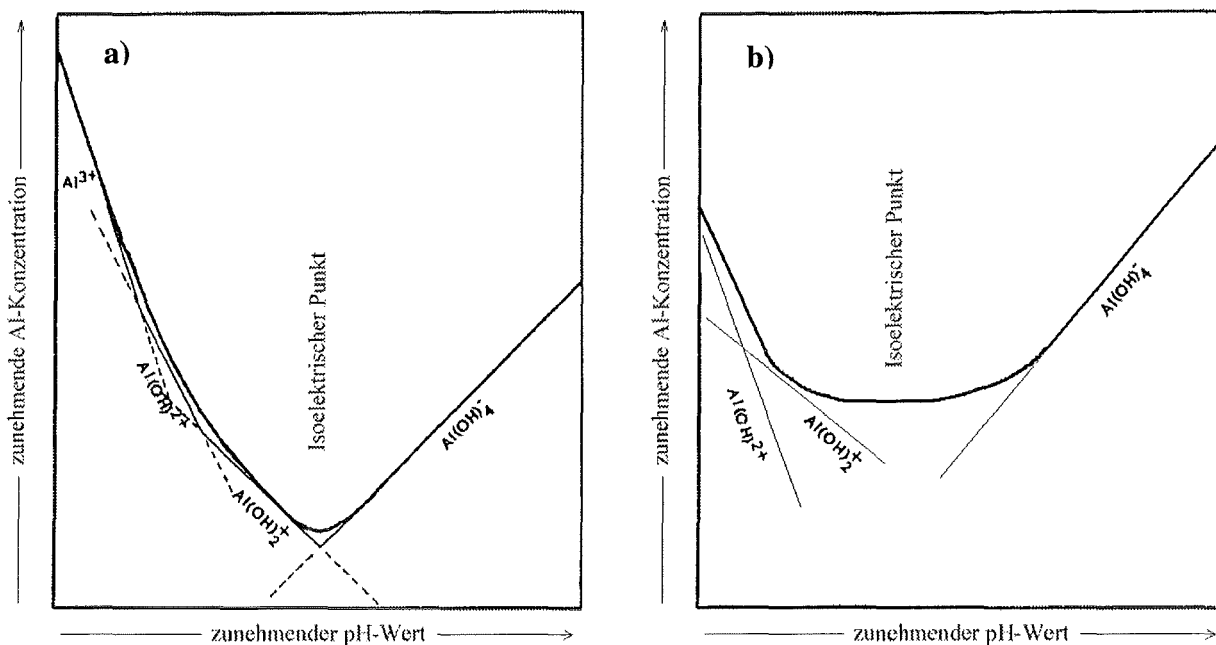 a)
zunehmende Al-Konzentration
Al3+
Al(OH)2+
Al(OH)2+
Isoelektrischer Punkt
Al(OH)-4
zunehmender pH-Wert
b)
zunehmende Al-Konzentration
Al(OH)2+
Al(OH)2+
Isoelektrischer Punkt
Al(OH)-4
zunehmender pH-Wert